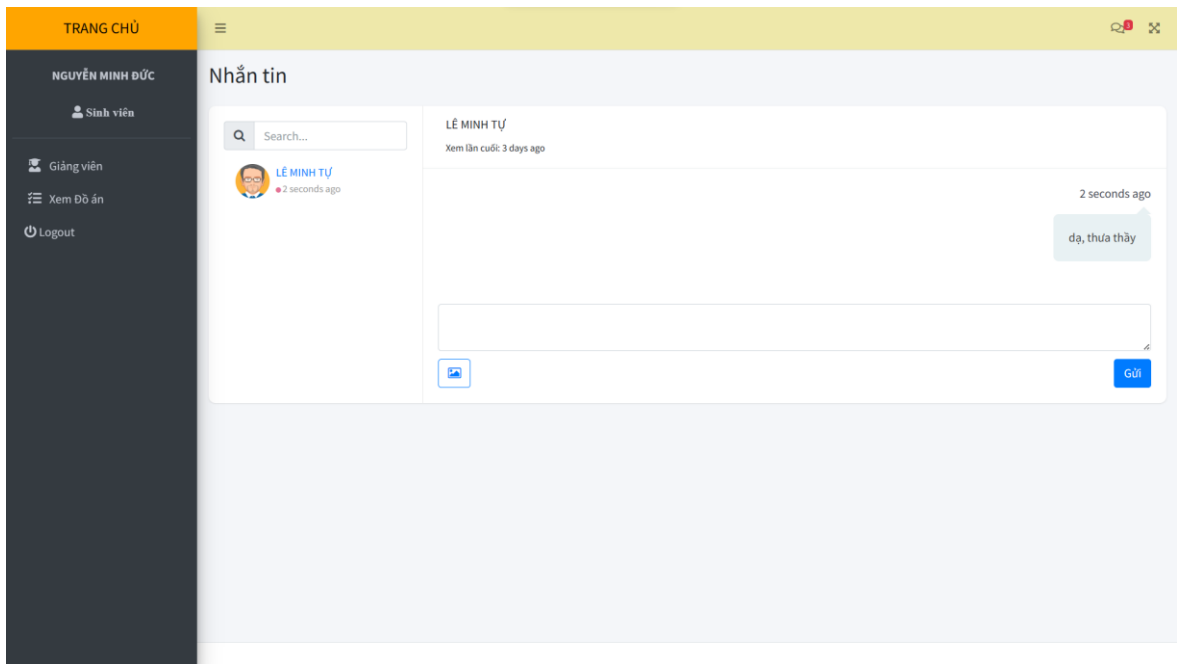 TRANG CHỦ
3
NGUYỄN MINH ĐỨC
Sinh viên
Giảng viên
Xem Đồ án
Logout
Nhắn tin
Search...
LÊ MINH TỰ
2 seconds ago
LÊ MINH TỰ
Xem lần cuối: 3 days ago
2 seconds ago
dạ, thưa thầy
Gửi